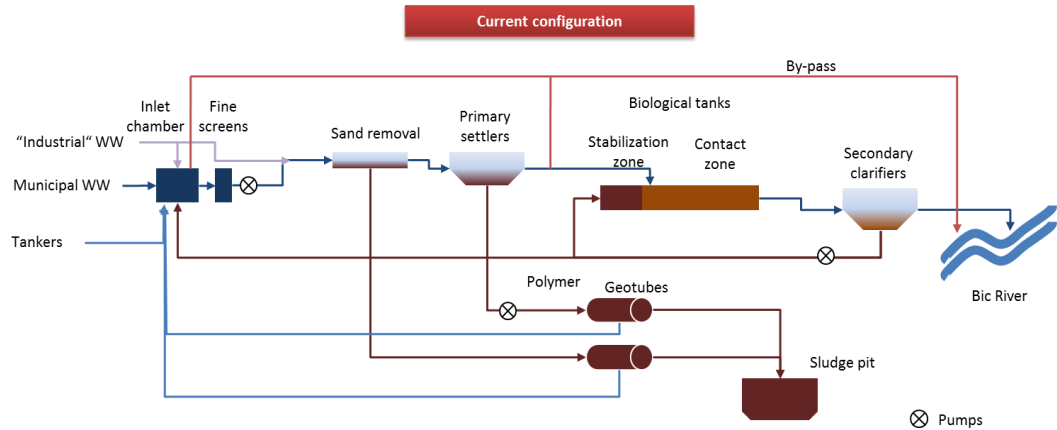 Current configuration
By-pass
Inlet
chamber
Fine
screens
Sand removal
Primary
settlers
Biological tanks
Stabilization
zone
Contact
zone
Secondary
clarifiers
“Industrial“ WW
Municipal WW
Tankers
Polymer
Geotubes
Bic River
Sludge pit
Pumps